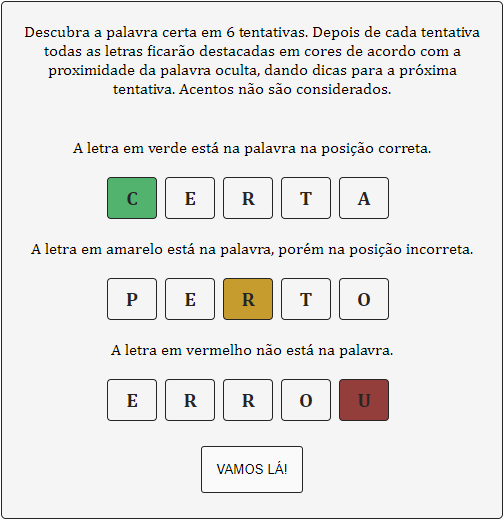 Descubra a palavra certa em 6 tentativas. Depois de cada tentativa
todas as letras ficarão destacadas em cores de acordo com a
proximidade da palavra oculta, dando dicas para a próxima
tentativa. Acentos não são considerados.
A letra em verde está na palavra na posição correta.
C E R T A
A letra em amarelo está na palavra, porém na posição incorreta.
P E R T O
A letra em vermelho não está na palavra.
E R R O U
VAMOS LÁ!